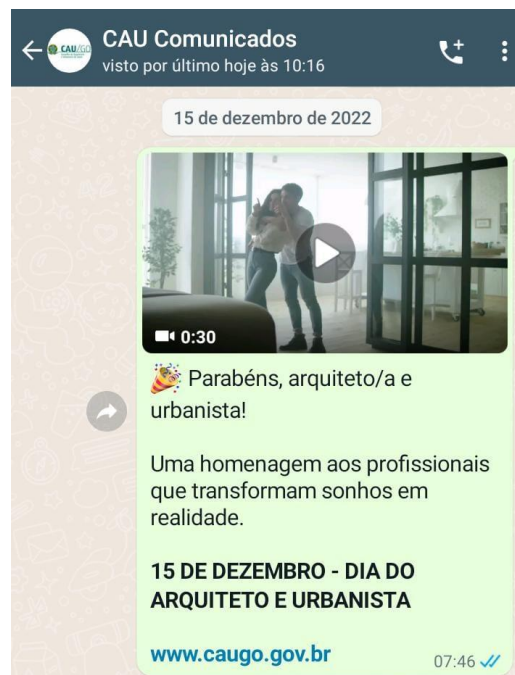 CAU/GO
CAU Comunicados
visto por último hoje às 10:16
15 de dezembro de 2022
0:30
🎉 Parabéns, arquiteto/a e
urbanista!
Uma homenagem aos profissionais
que transformam sonhos em
realidade.
15 DE DEZEMBRO - DIA DO
ARQUITETO E URBANISTA
www.caugo.gov.br
07:46